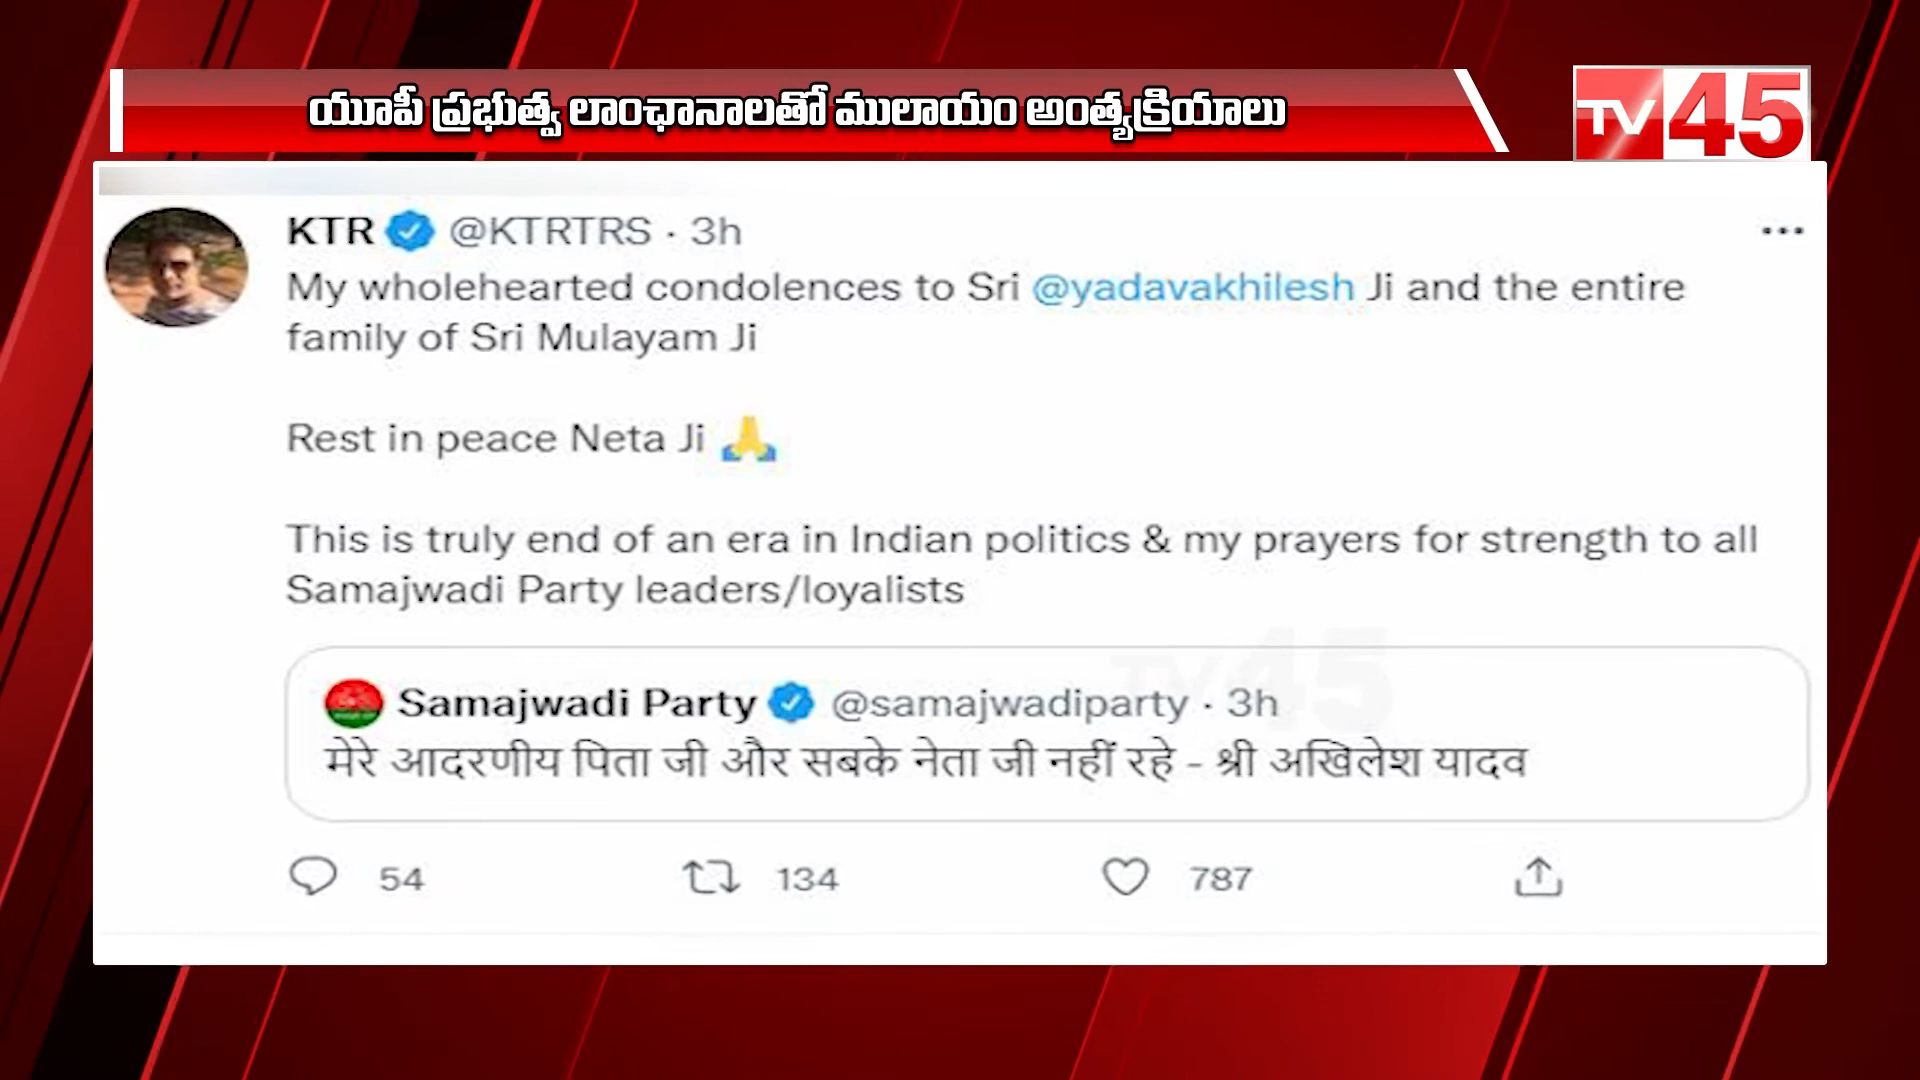 యూపీ ప్రభుత్వ లాంఛానాలతో ములాయం అంత్యక్రియాలు
TV45
KTR @KTRTRS · 3h
My wholehearted condolences to Sri @yadavakhilesh Ji and the entire
family of Sri Mulayam Ji
Rest in peace Neta Ji 🙏
This is truly end of an era in Indian politics & my prayers for strength to all
Samajwadi Party leaders/loyalists
TV45
Samajwadi Party @samajwadiparty · 3h
मेरे आदरणीय पिता जी और सबके नेता जी नहीं रहे - श्री अखिलेश यादव
54 134 787